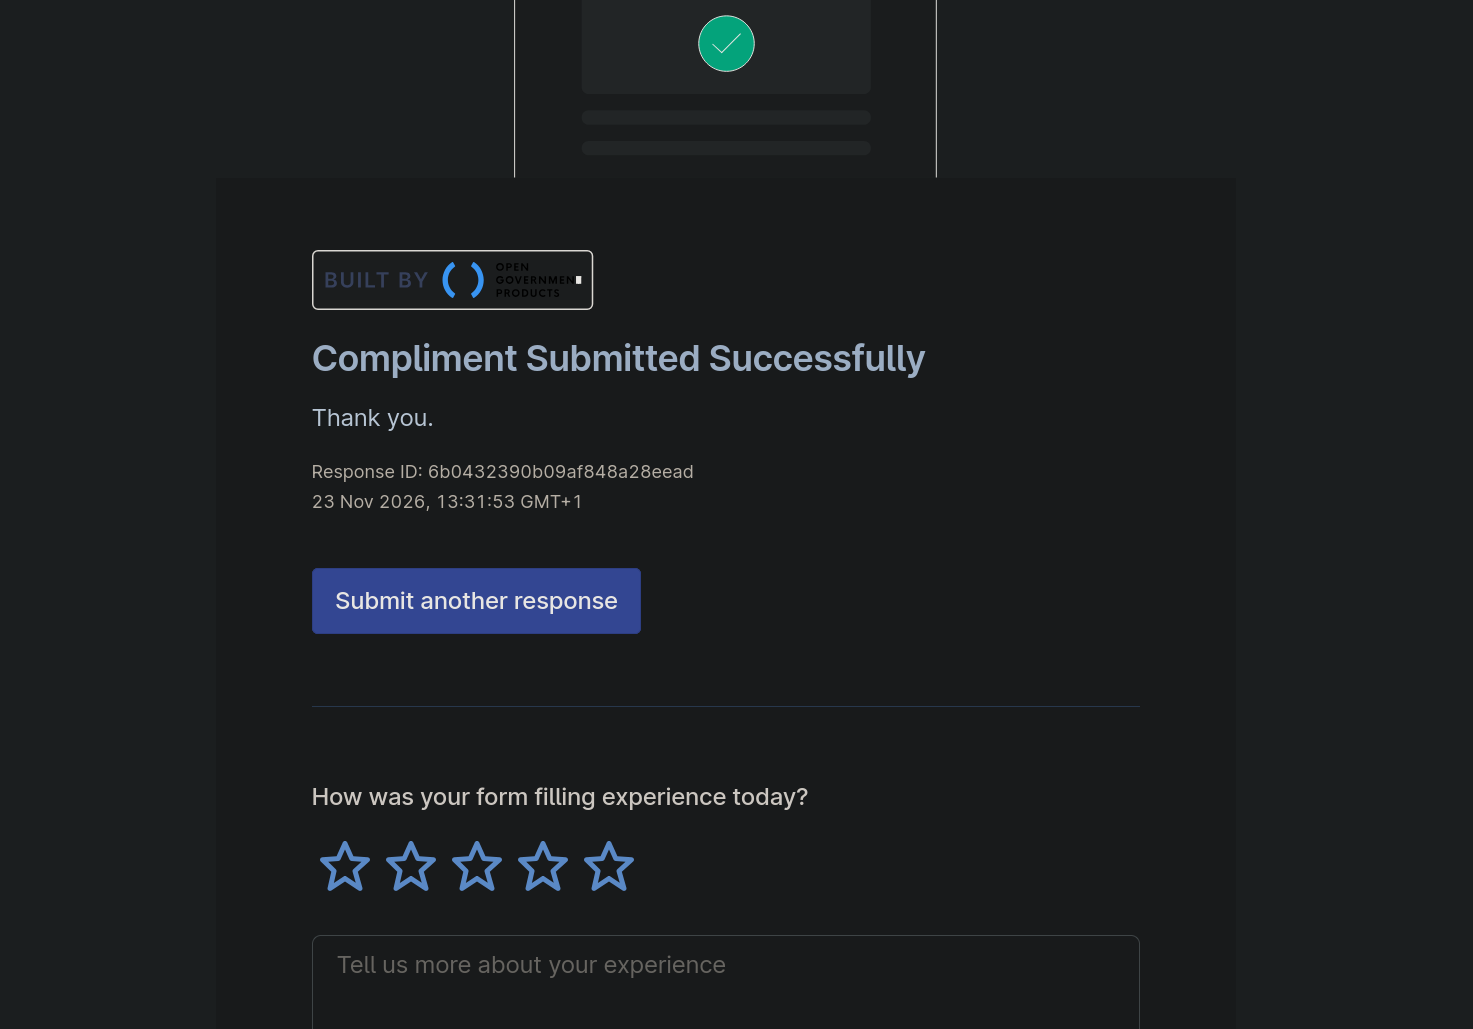 BUILT BY
OPEN
GOVERNMEN
PRODUCTS
Compliment Submitted Successfully
Thank you.
Response ID: 6b0432390b09af848a28eead
23 Nov 2026, 13:31:53 GMT+1
Submit another response
How was your form filling experience today?
Tell us more about your experience